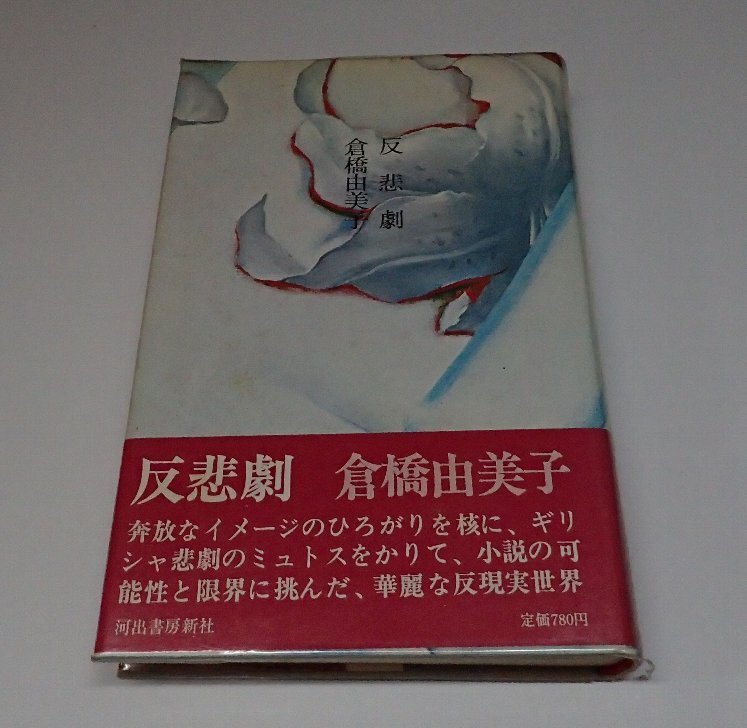 反悲劇
倉橋由美子
反悲劇 倉橋由美子
奔放なイメージのひろがりを核に、ギリ
シャ悲劇のミュトスをかりて、小説の可
能性と限界に挑んだ、華麗な反現実世界
河出書房新社 定価780円